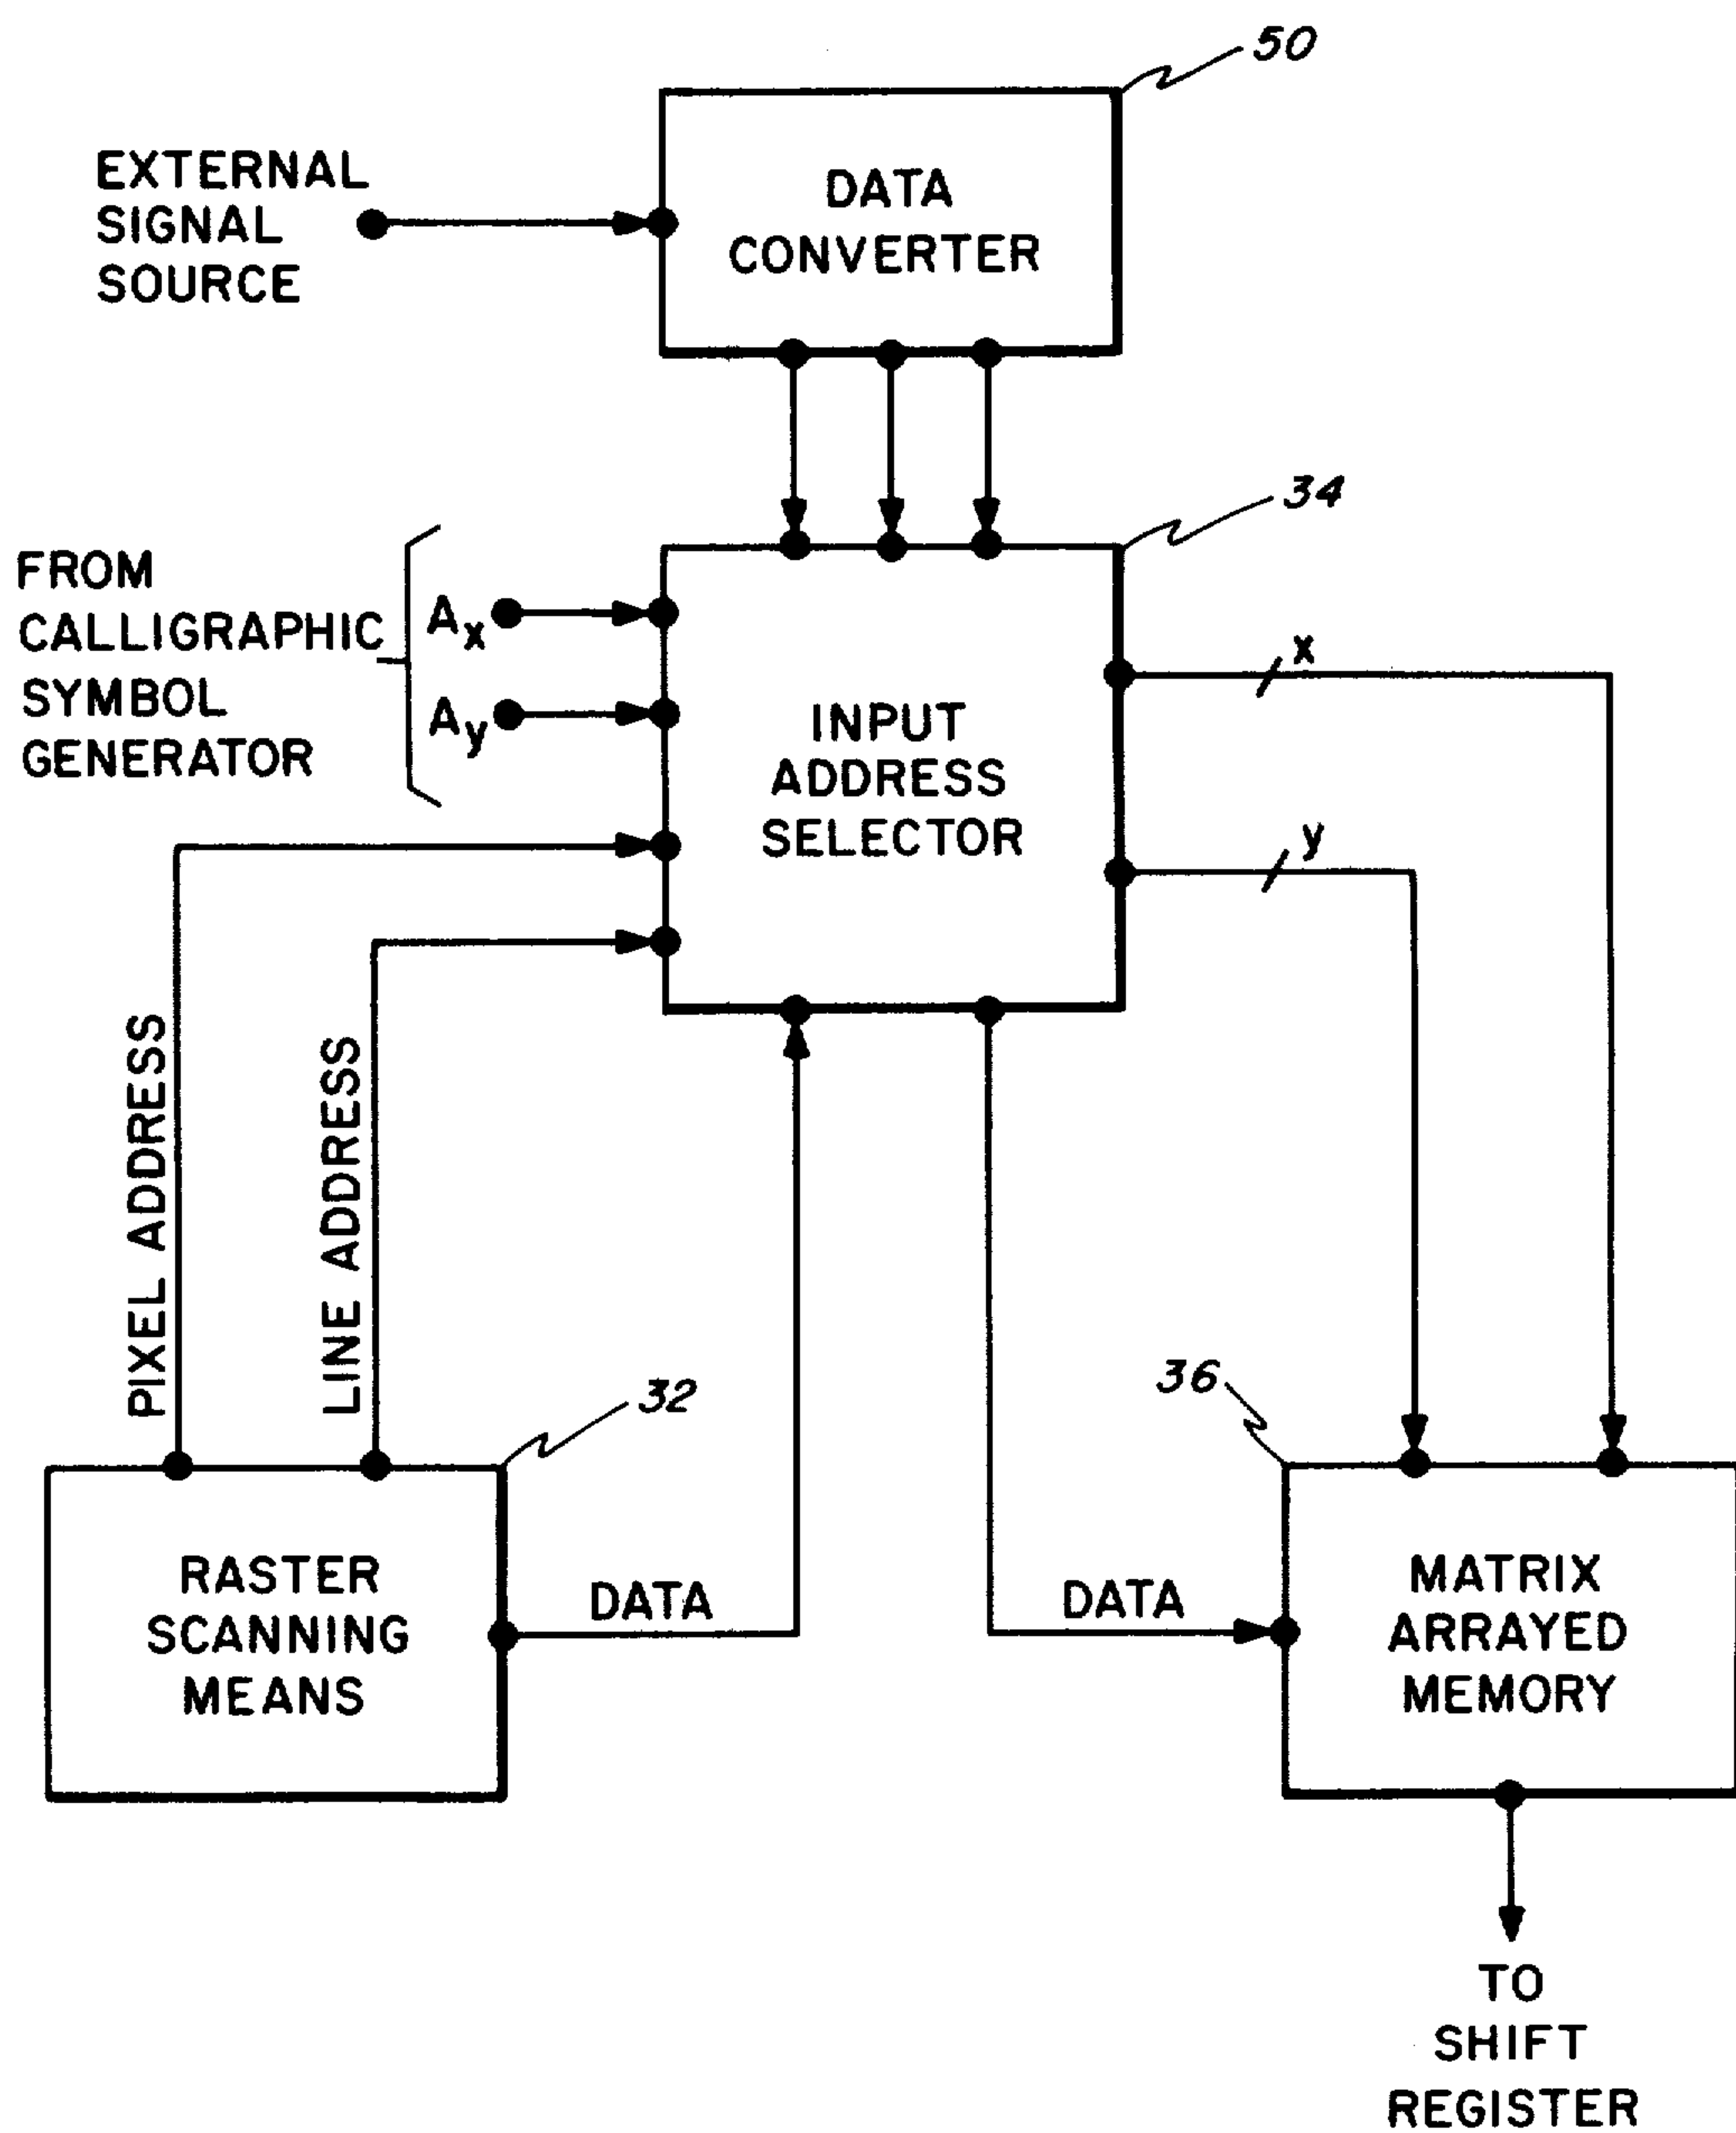 50
EXTERNAL
SIGNAL
SOURCE
DATA
CONVERTER
34
FROM
CALLIGRAPHIC
SYMBOL
GENERATOR
Ax
Ay
INPUT
ADDRESS
SELECTOR
x
y
PIXEL ADDRESS
LINE ADDRESS
32
36
RASTER
SCANNING
MEANS
DATA
DATA
MATRIX
ARRAYED
MEMORY
TO
SHIFT
REGISTER